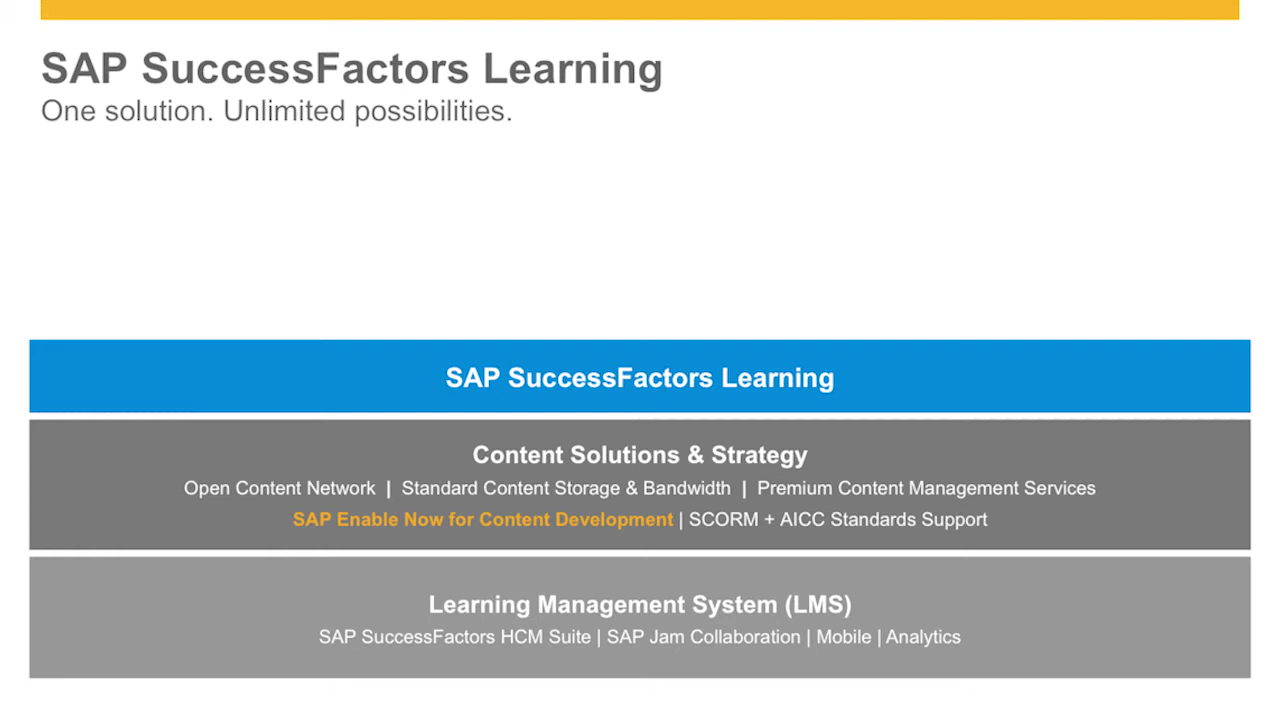 SAP SuccessFactors Learning
One solution. Unlimited possibilities.
SAP SuccessFactors Learning
Content Solutions & Strategy
Open Content Network | Standard Content Storage & Bandwidth | Premium Content Management Services
SAP Enable Now for Content Development | SCORM + AICC Standards Support
Learning Management System (LMS)
SAP SuccessFactors HCM Suite | SAP Jam Collaboration | Mobile | Analytics